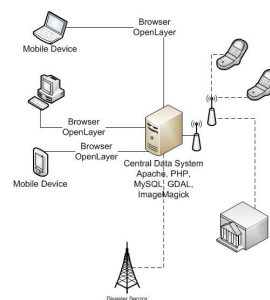 Browser
OpenLayer
Mobile Device
Browser
OpenLayer
Browser
OpenLayer
Mobile Device
Central Data System
Apache, PHP,
MySQL, GDAL,
ImageMagick
Disaster Senzor